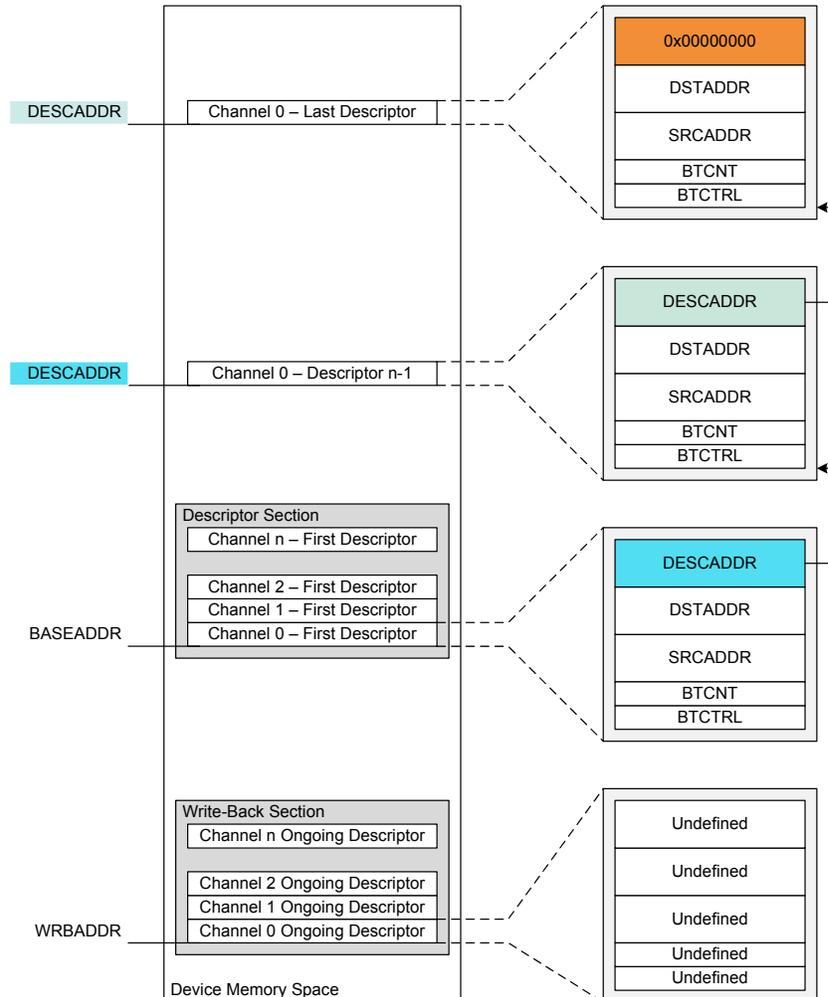 0x00000000
DSTADDR
DESCADDR
Channel 0 – Last Descriptor
SRCADDR
BTCNT
BTCTRL
DESCADDR
DSTADDR
DESCADDR
Channel 0 – Descriptor n-1
SRCADDR
BTCNT
BTCTRL
Descriptor Section
Channel n – First Descriptor
DESCADDR
Channel 2 – First Descriptor
Channel 1 – First Descriptor
DSTADDR
BASEADDR
Channel 0 – First Descriptor
SRCADDR
BTCNT
BTCTRL
Write-Back Section
Channel n Ongoing Descriptor
Undefined
Undefined
Channel 2 Ongoing Descriptor
Channel 1 Ongoing Descriptor
Undefined
WRBADDR
Channel 0 Ongoing Descriptor
Undefined
Undefined
Device Memory Space